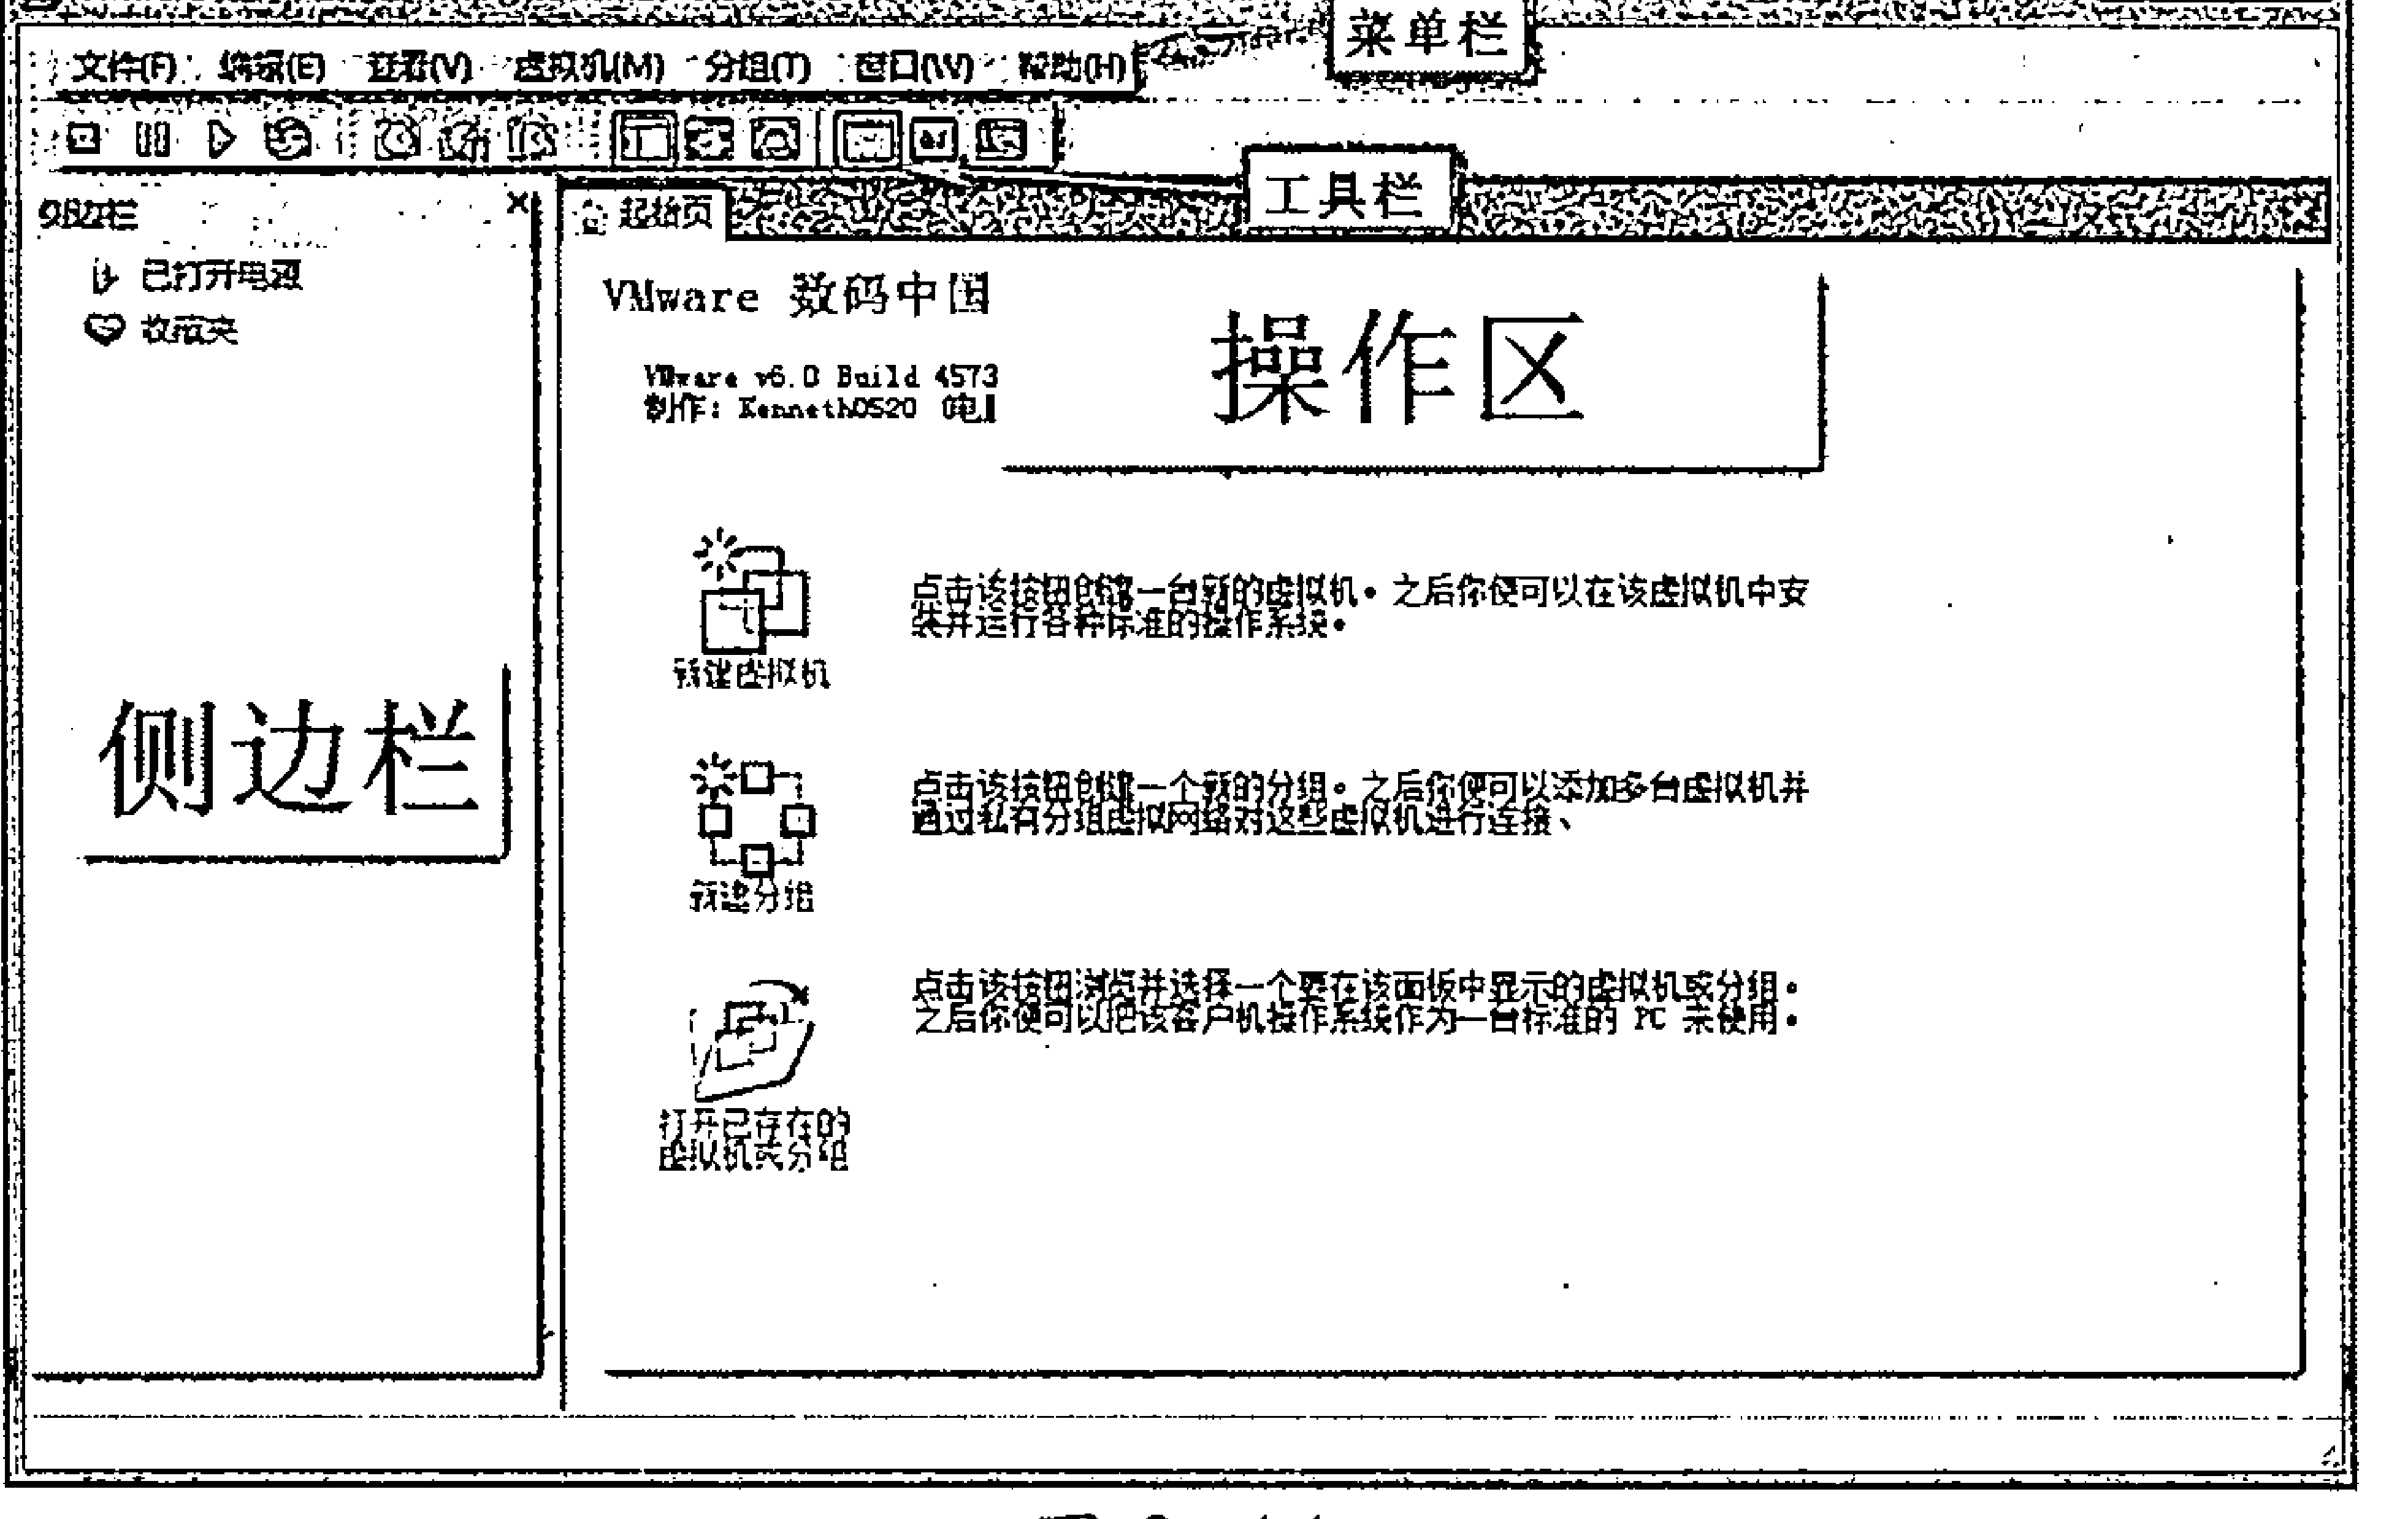 菜单栏
文件(F) 编辑(E) 查看(V) 虚拟机(M) 分组(T) 窗口(W) 帮助(H)
工具栏
侧边栏
起始页
已打开电源
收藏夹
VMware 数码中国
操作区
VMware v6.0 Build 4573
制作: Kenneth0520
点击该按钮创建一台新的虚拟机。之后你便可以在该虚拟机中安
装并运行各种标准的操作系统。
新建虚拟机
侧边栏
点击该按钮创建一个新的分组。之后你便可以添加多台虚拟机并
通过私有分组虚拟网络对这些虚拟机进行连接、
新建分组
点击该按钮浏览并选择一个要在该面板中显示的虚拟机或分组。
之后你便可以把该客户机操作系统作为一台标准的 PC 来使用。
打开已存在的
虚拟机或分组